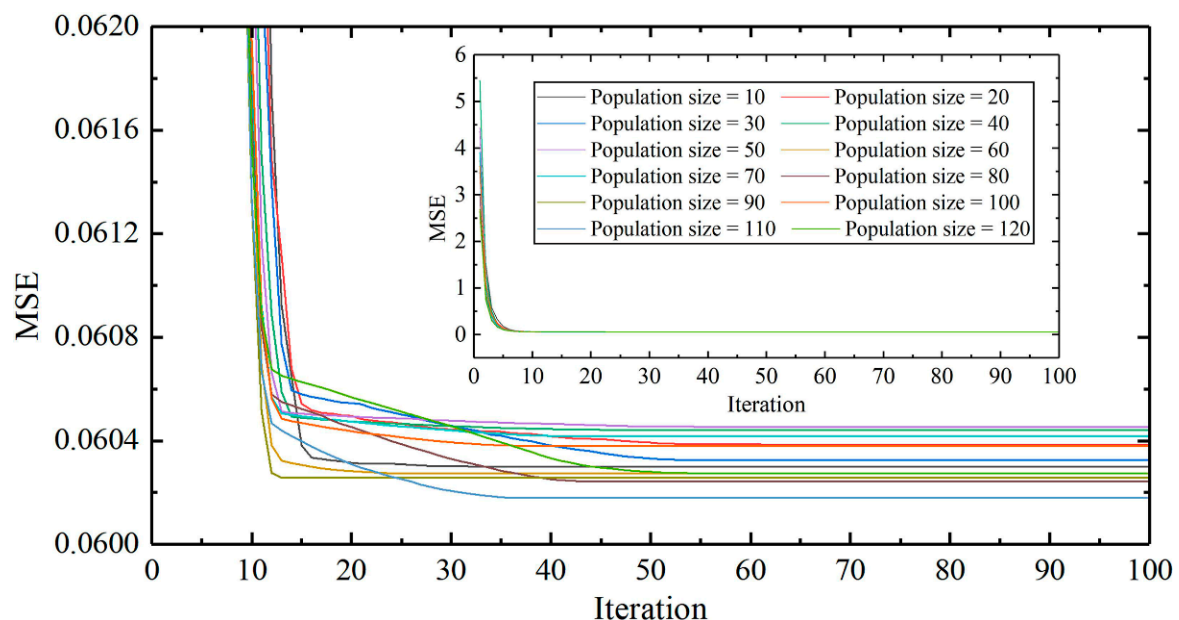 0.0620
0.0616
0.0612
0.0608
0.0604
0.0600
MSE
0 10 20 30 40 50 60 70 80 90 100
Iteration
6
5
4
3
2
1
0
MSE
Population size = 10 Population size = 20
Population size = 30 Population size = 40
Population size = 50 Population size = 60
Population size = 70 Population size = 80
Population size = 90 Population size = 100
Population size = 110 Population size = 120
0 10 20 30 40 50 60 70 80 90 100
Iteration